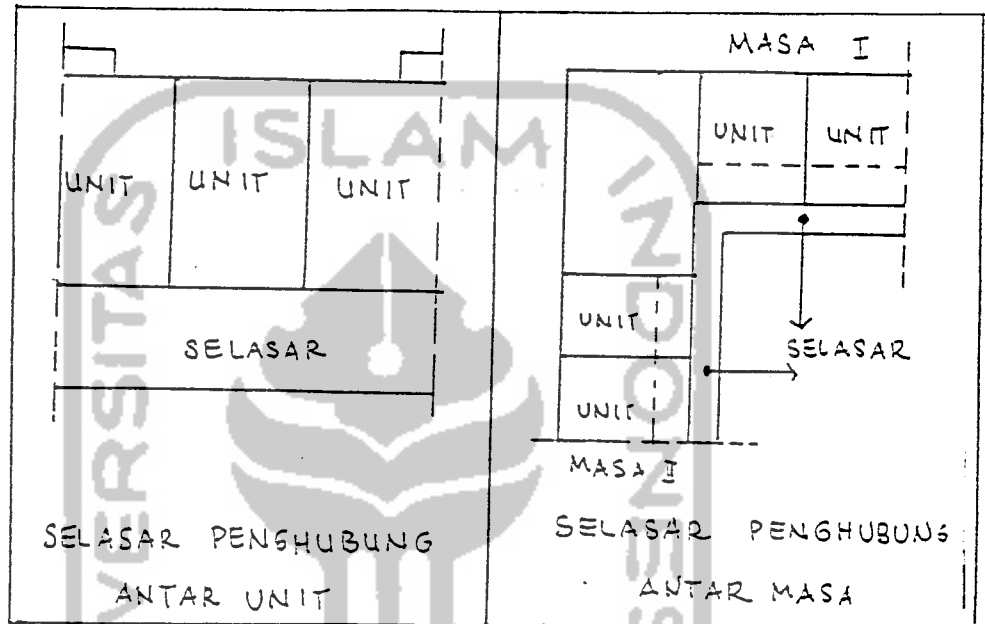 UNIT UNIT UNIT
SELASAR
SELASAR PENGHUBUNG
ANTAR UNIT
MASA I
UNIT UNIT
UNIT
SELASAR
UNIT
MASA II
SELASAR PENGHUBUNG
ANTAR MASA
ISLAM